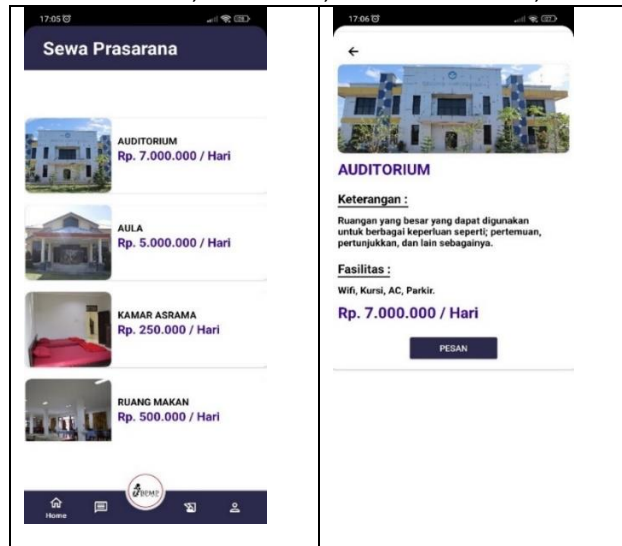 17:05
Sewa Prasarana
AUDITORIUM
Rp. 7.000.000 / Hari
AULA
Rp. 5.000.000 / Hari
KAMAR ASRAMA
Rp. 250.000 / Hari
RUANG MAKAN
Rp. 500.000 / Hari
BPMP
Home
17:06
AUDITORIUM
Keterangan :
Ruangan yang besar yang dapat digunakan
untuk berbagai keperluan seperti; pertemuan,
pertunjukkan, dan lain sebagainya.
Fasilitas :
Wifi, Kursi, AC, Parkir.
Rp. 7.000.000 / Hari
PESAN